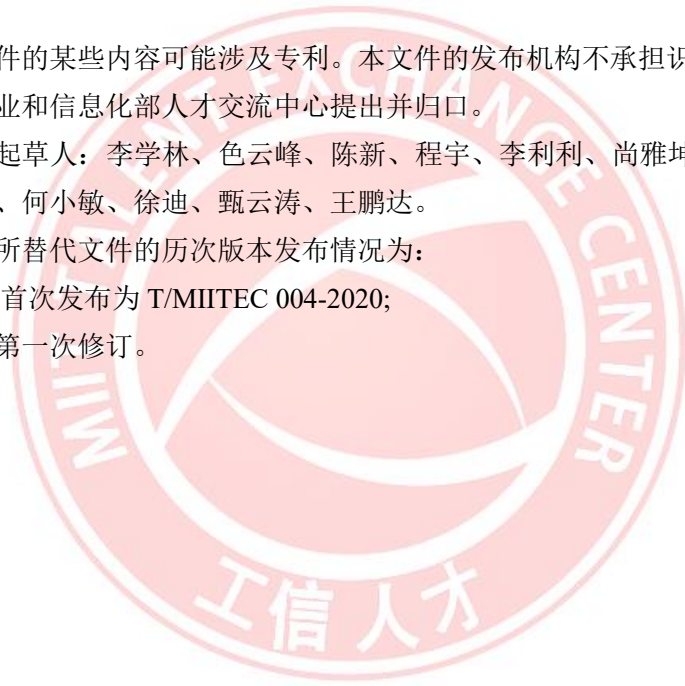 件的某些内容可能涉及专利。本文件的发布机构不承担识
业和信息化部人才交流中心提出并归口。
起草人：李学林、色云峰、陈新、程宇、李利利、尚雅坤
、何小敏、徐迪、甄云涛、王鹏达。
所替代文件的历次版本发布情况为：
首次发布为 T/MIITEC 004-2020;
第一次修订。
MIIT TALENT EXCHANGE CENTER
工信人才